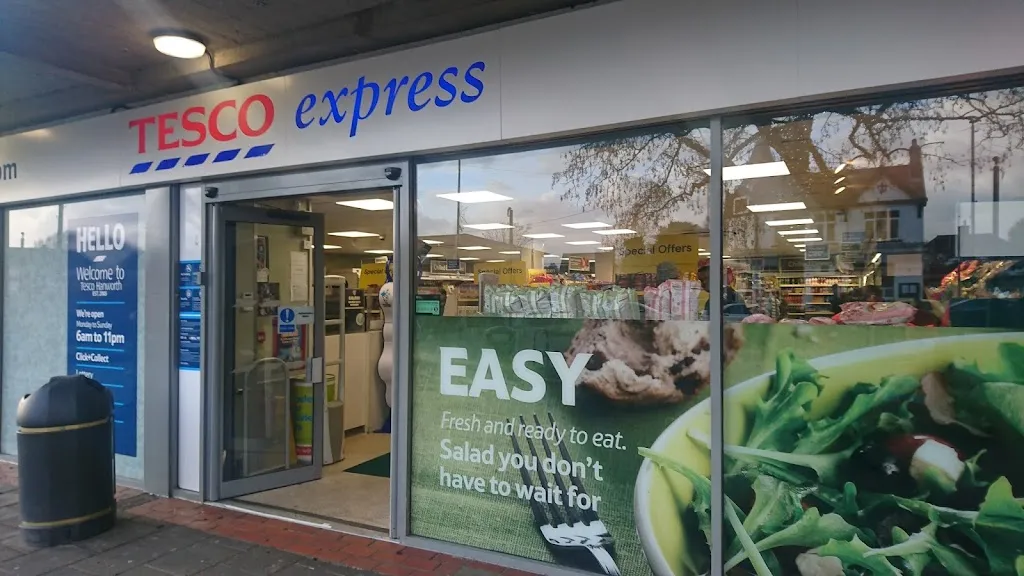 om
TESCO express
HELLO
Welcome to
Tesco Hanworth
We're open
Monday to Sunday
6am to 11pm
Click+Collect
Special Offers
EASY
Fresh and ready to eat.
Salad you don't
have to wait for